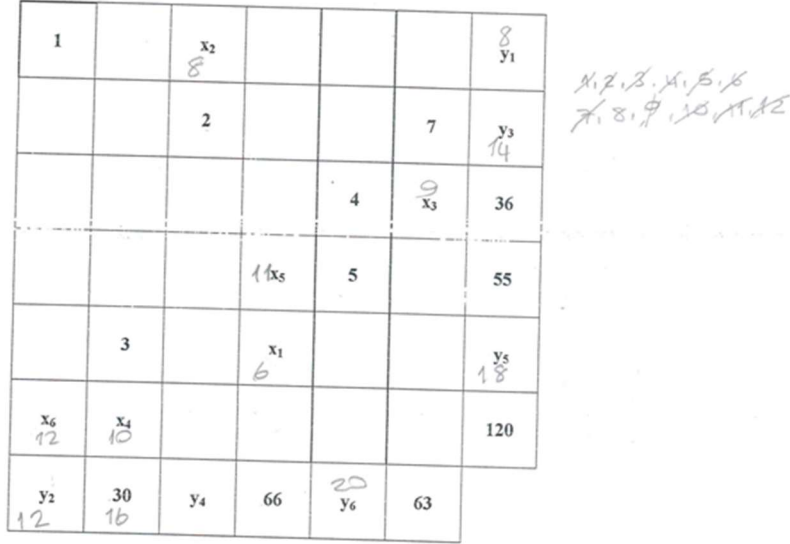 1 x₂ 8 y₁
8
2 7 y₃
14
4 9 x₃ 36
11x₅ 5 55
3 x₁ y₅
6 18
x₆ x₄ 120
12 10
y₂ 30 y₄ 66 20 y₆ 63
12 16
1, 2, 3, 4, 5, 6
7, 8, 9, 10, 11, 12